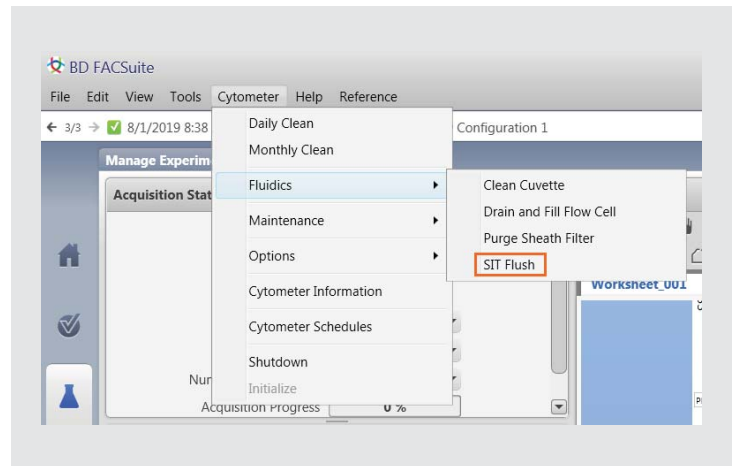 BD FACSuite
File Edit View Tools Cytometer Help Reference
3/3 8/1/2019 8:38 Configuration 1
Daily Clean
Monthly Clean
Manage Experim
Acquisition Stat
Fluidics
Clean Cuvette
Drain and Fill Flow Cell
Maintenance
Purge Sheath Filter
Options
SIT Flush
Cytometer Information
Worksheet_001
Cytometer Schedules
Shutdown
Nur
Initialize
Acquisition Progress 0 %